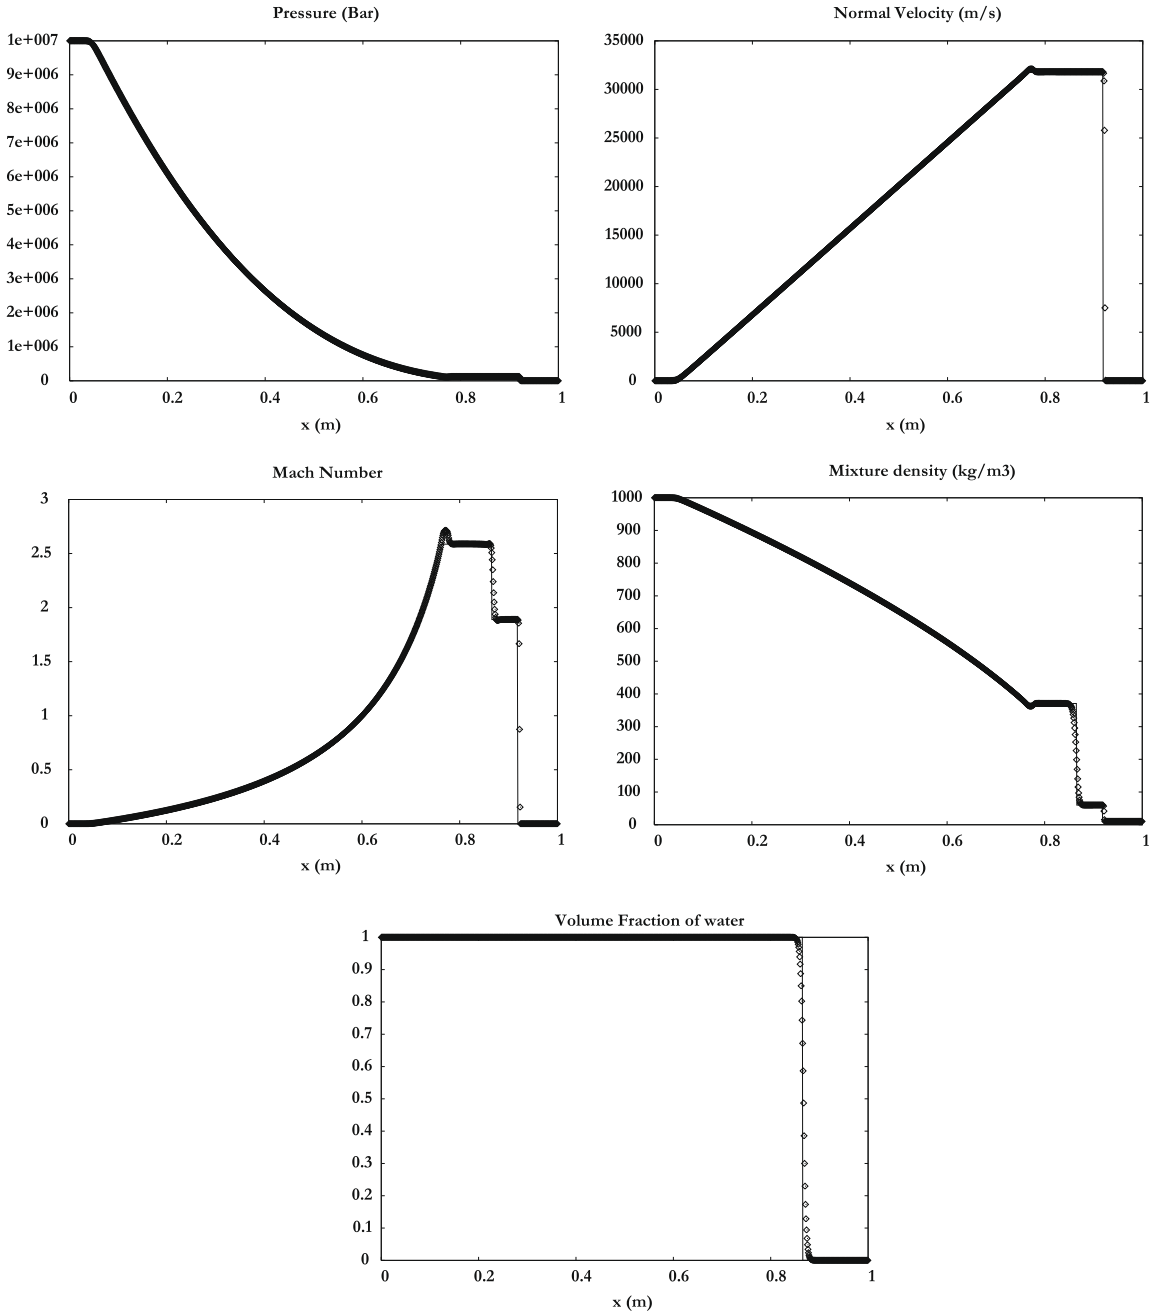 Pressure (Bar)
1e+007
9e+006
8e+006
7e+006
6e+006
5e+006
4e+006
3e+006
2e+006
1e+006
0
0 0.2 0.4 0.6 0.8 1
x (m)
Normal Velocity (m/s)
35000
30000
25000
20000
15000
10000
5000
0
0 0.2 0.4 0.6 0.8 1
x (m)
Mach Number
3
2.5
2
1.5
1
0.5
0
0 0.2 0.4 0.6 0.8 1
x (m)
Mixture density (kg/m3)
1000
900
800
700
600
500
400
300
200
100
0
0 0.2 0.4 0.6 0.8 1
x (m)
Volume Fraction of water
1
0.9
0.8
0.7
0.6
0.5
0.4
0.3
0.2
0.1
0
0 0.2 0.4 0.6 0.8 1
x (m)